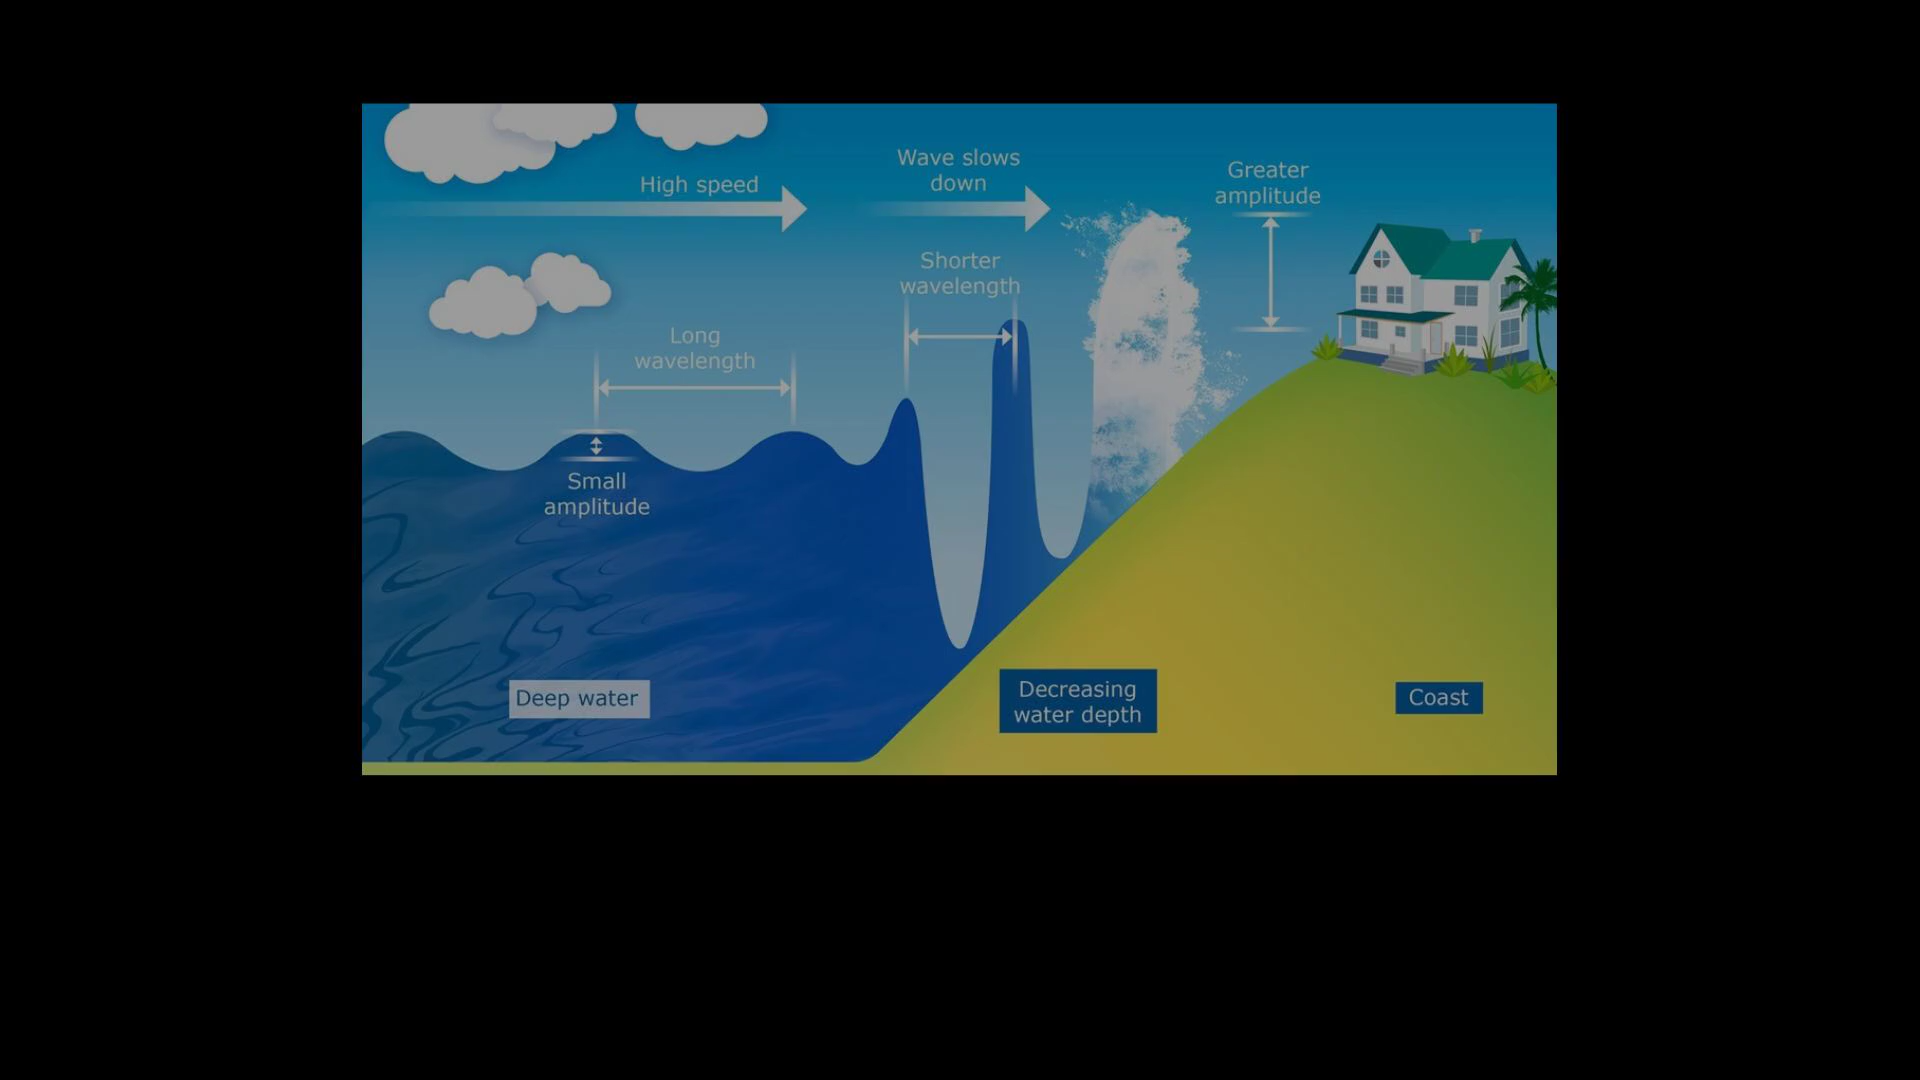 High speed
Wave slows
down
Greater
amplitude
Shorter
wavelength
Long
wavelength
Small
amplitude
Deep water
Decreasing
water depth
Coast